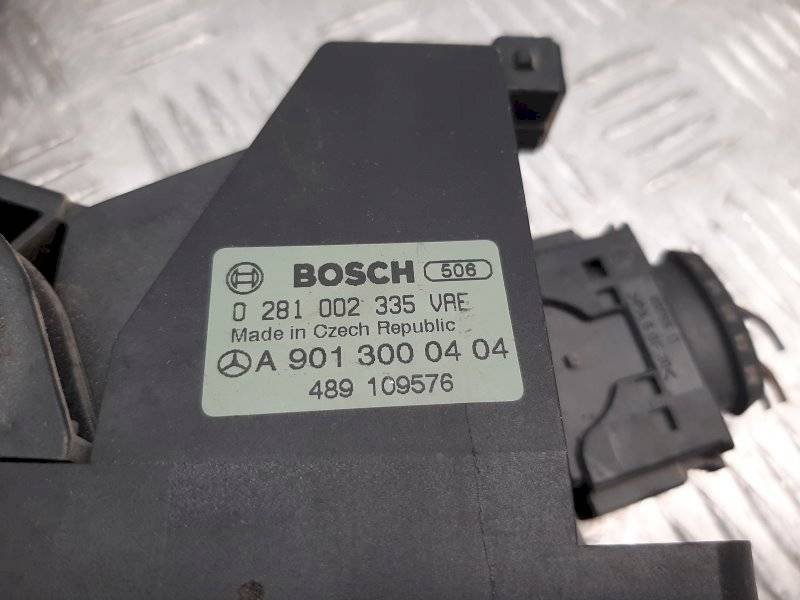 BOSCH 506
0 281 002 335 VAE
Made in Czech Republic
A 901 300 04 04
489 109576